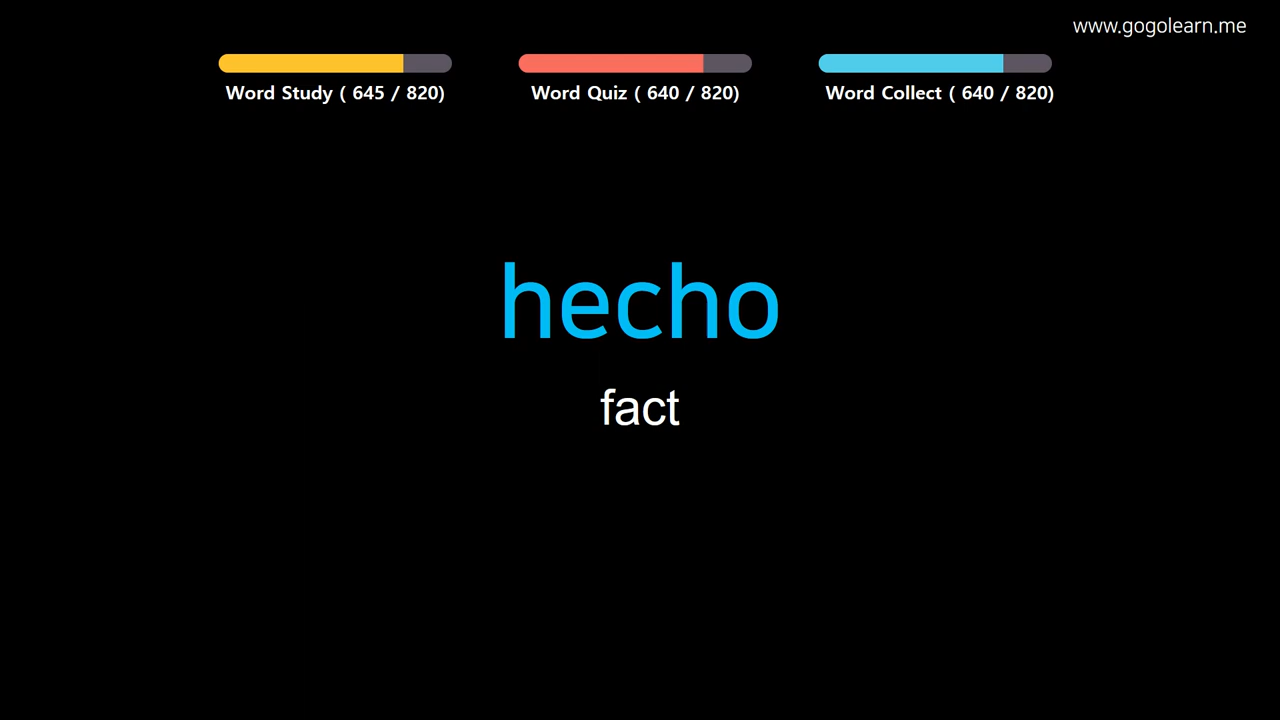 www.gogolearn.me
Word Study ( 645 / 820)
Word Quiz ( 640 / 820)
Word Collect ( 640 / 820)
hecho
fact